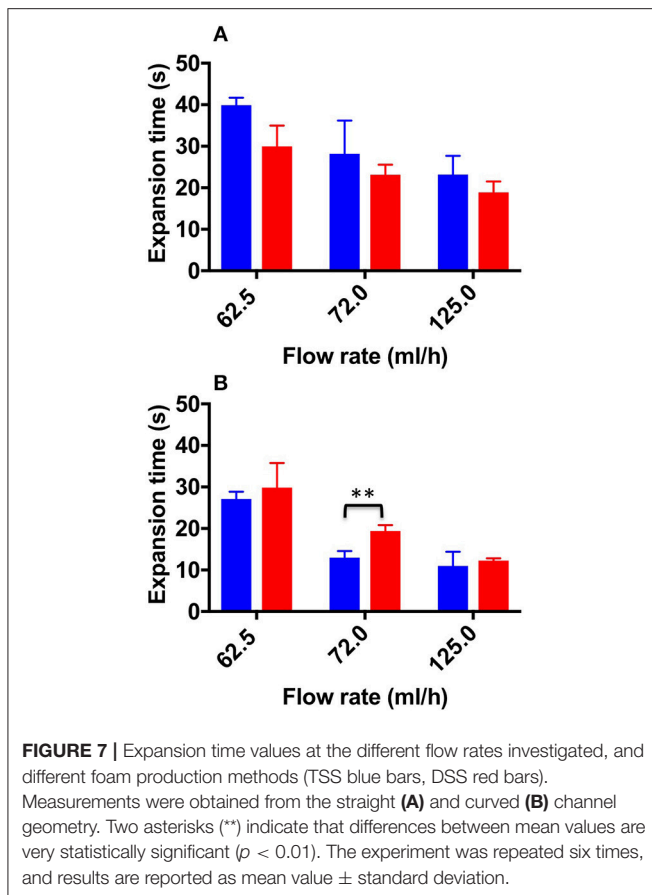 A
50
40
30
20
10
0
Expansion time (s)
62.5
72.0
125.0
Flow rate (ml/h)
B
50
40
30
20
10
0
Expansion time (s)
**
62.5
72.0
125.0
Flow rate (ml/h)
FIGURE 7 | Expansion time values at the different flow rates investigated, and
different foam production methods (TSS blue bars, DSS red bars).
Measurements were obtained from the straight (A) and curved (B) channel
geometry. Two asterisks (**) indicate that differences between mean values are
very statistically significant (p < 0.01). The experiment was repeated six times,
and results are reported as mean value ± standard deviation.